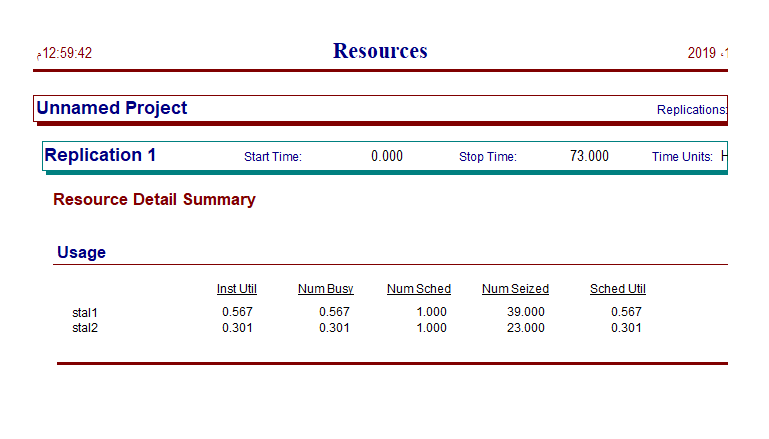 12:59:42م Resources 2019
Unnamed Project Replications:
Replication 1 Start Time: 0.000 Stop Time: 73.000 Time Units: H
Resource Detail Summary
Usage
Inst Util Num Busy Num Sched Num Seized Sched Util
stal1 0.567 0.567 1.000 39.000 0.567
stal2 0.301 0.301 1.000 23.000 0.301